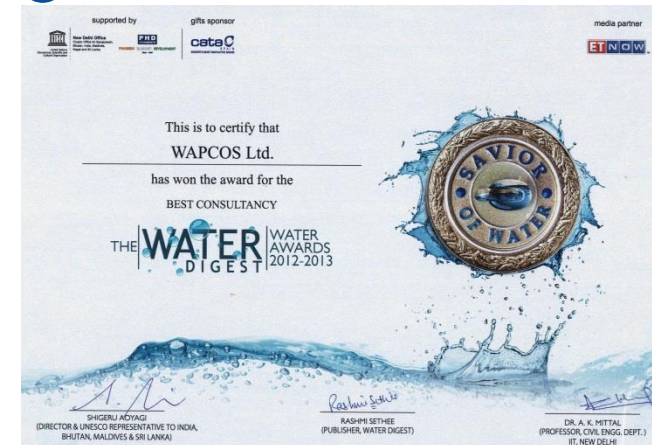 supported by
gifts sponsor
media partner
New Delhi Office
PHD
cata
SPAIN
ET NOW
This is to certify that
WAPCOS Ltd.
has won the award for the
BEST CONSULTANCY
THE WATER DIGEST
WATER
AWARDS
2012-2013
SAVIOR
OF WATER
SHIGERU AOYAGI
(DIRECTOR & UNESCO REPRESENTATIVE TO INDIA,
BHUTAN, MALDIVES & SRI LANKA)
Rashmi Sethee
RASHMI SETHEE
(PUBLISHER, WATER DIGEST)
DR. A. K. MITTAL
(PROFESSOR, CIVIL ENGG. DEPT. )
IIT, NEW DELHI